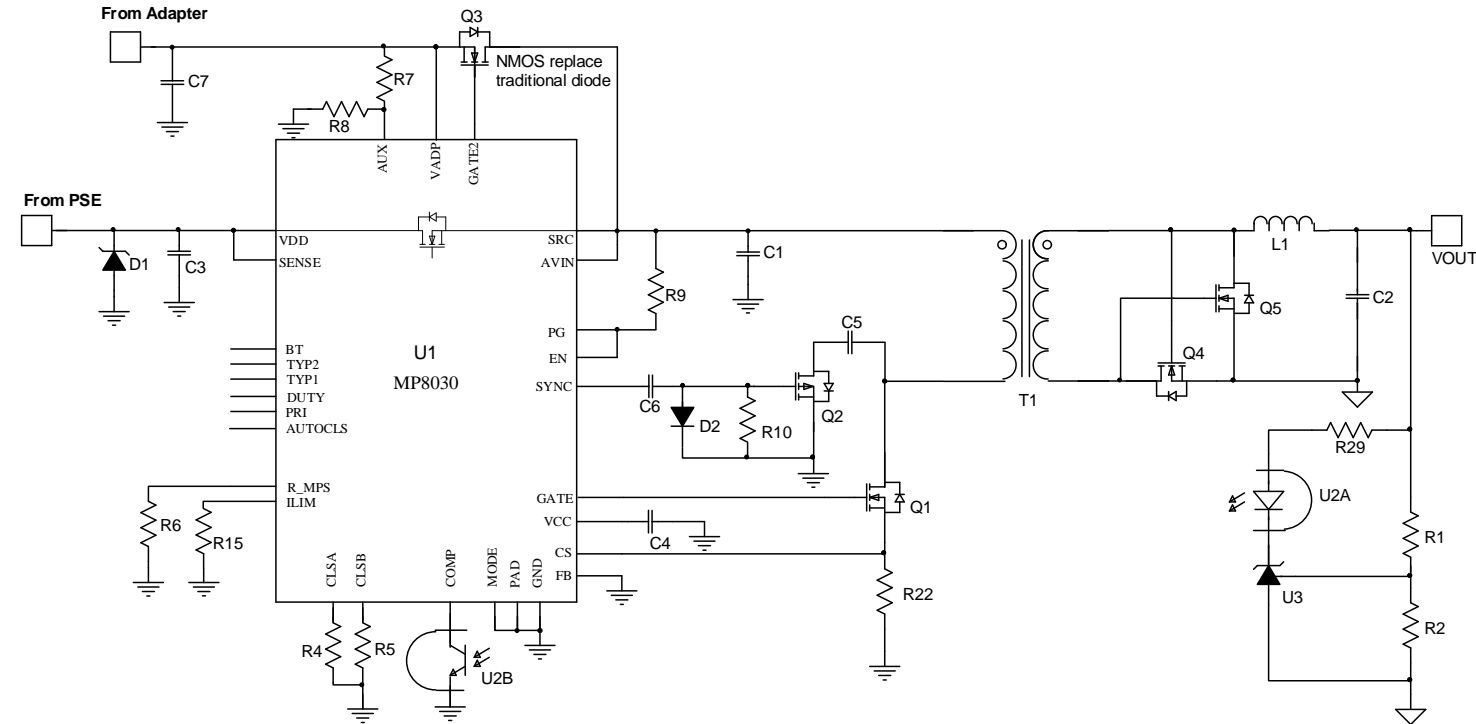 From Adapter
Q3
C7
R7
NMOS replace
traditional diode
R8
AUX
VADP
GATE2
From PSE
VDD
SENSE
SRC
AVIN
D1
C3
C1
R9
L1
VOUT
C2
Q5
Q4
T1
PG
EN
SYNC
C5
C6
D2
R10
Q2
BT
TYP2
TYP1
DUTY
PRI
AUTOCLS
U1
MP8030
R_MPS
ILIM
R6
R15
GATE
VCC
CS
FB
C4
Q1
R22
CLSA
CLSB
COMP
MODE
PAD
GND
R4
R5
U2B
R29
U2A
U3
R1
R2